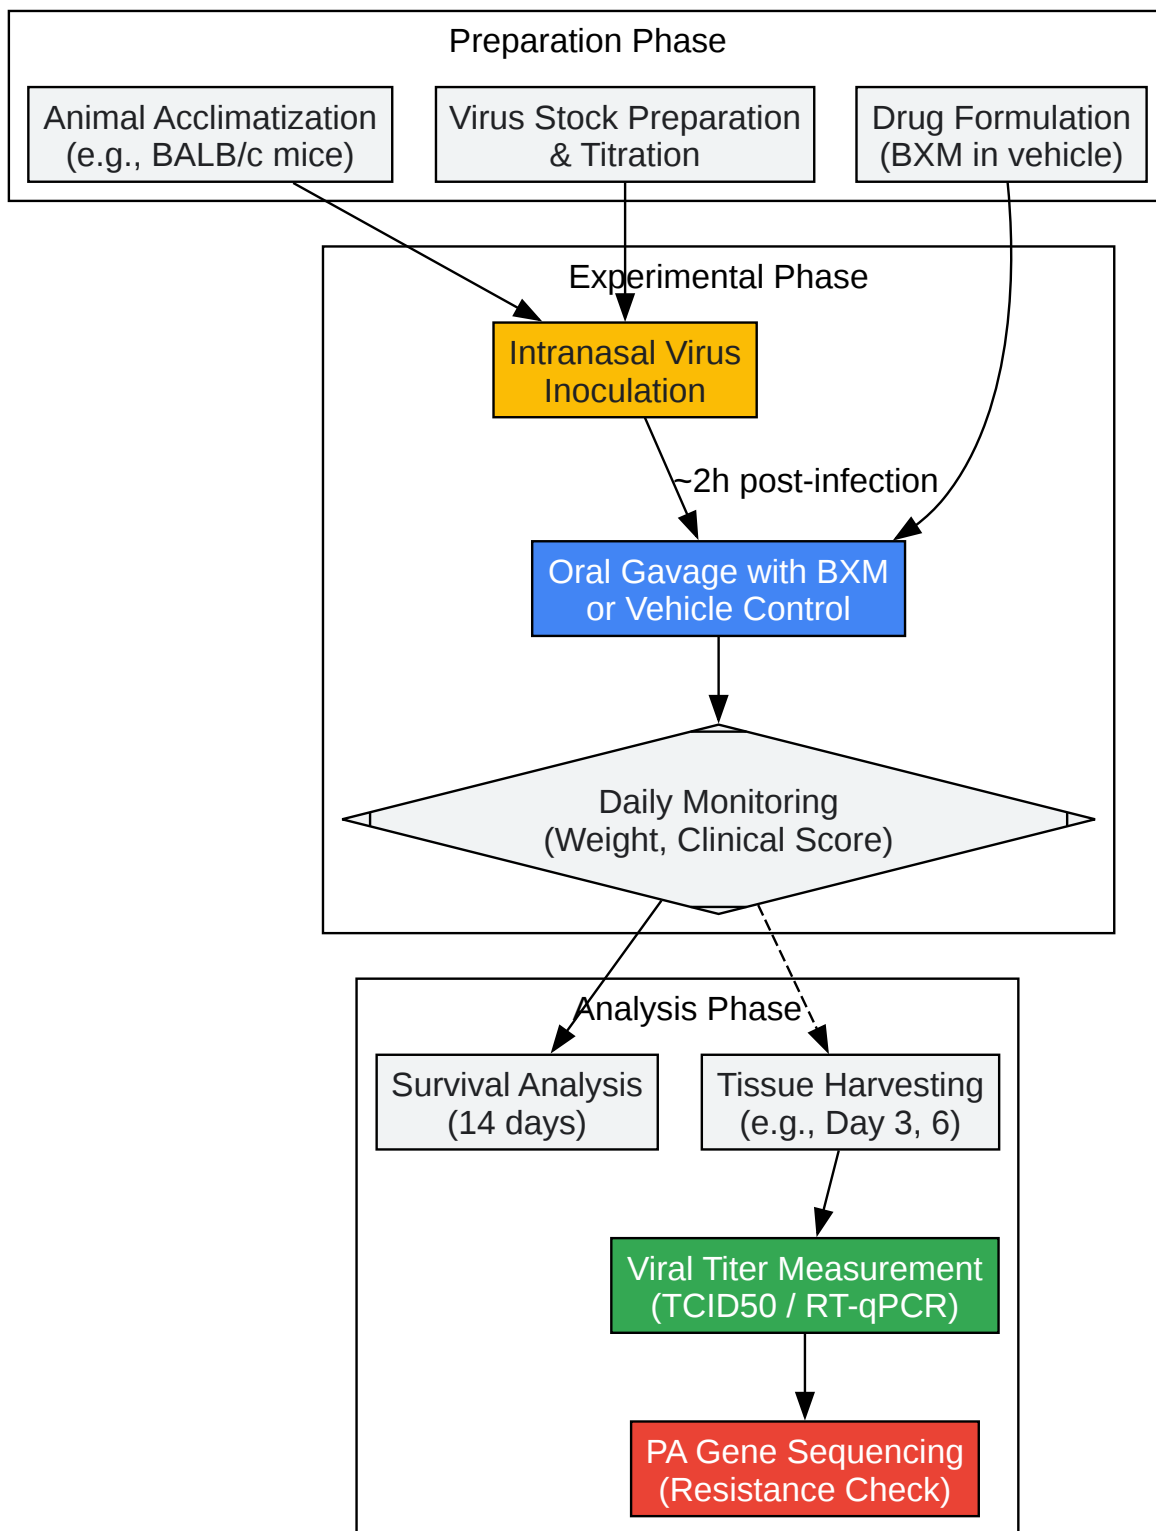 Preparation Phase
Animal Acclimatization
(e.g., BALB/c mice)
Virus Stock Preparation
& Titration
Drug Formulation
(BXM in vehicle)
Experimental Phase
Intranasal Virus
Inoculation
~2h post-infection
Oral Gavage with BXM
or Vehicle Control
Daily Monitoring
(Weight, Clinical Score)
Analysis Phase
Survival Analysis
(14 days)
Tissue Harvesting
(e.g., Day 3, 6)
Viral Titer Measurement
(TCID50 / RT-qPCR)
PA Gene Sequencing
(Resistance Check)